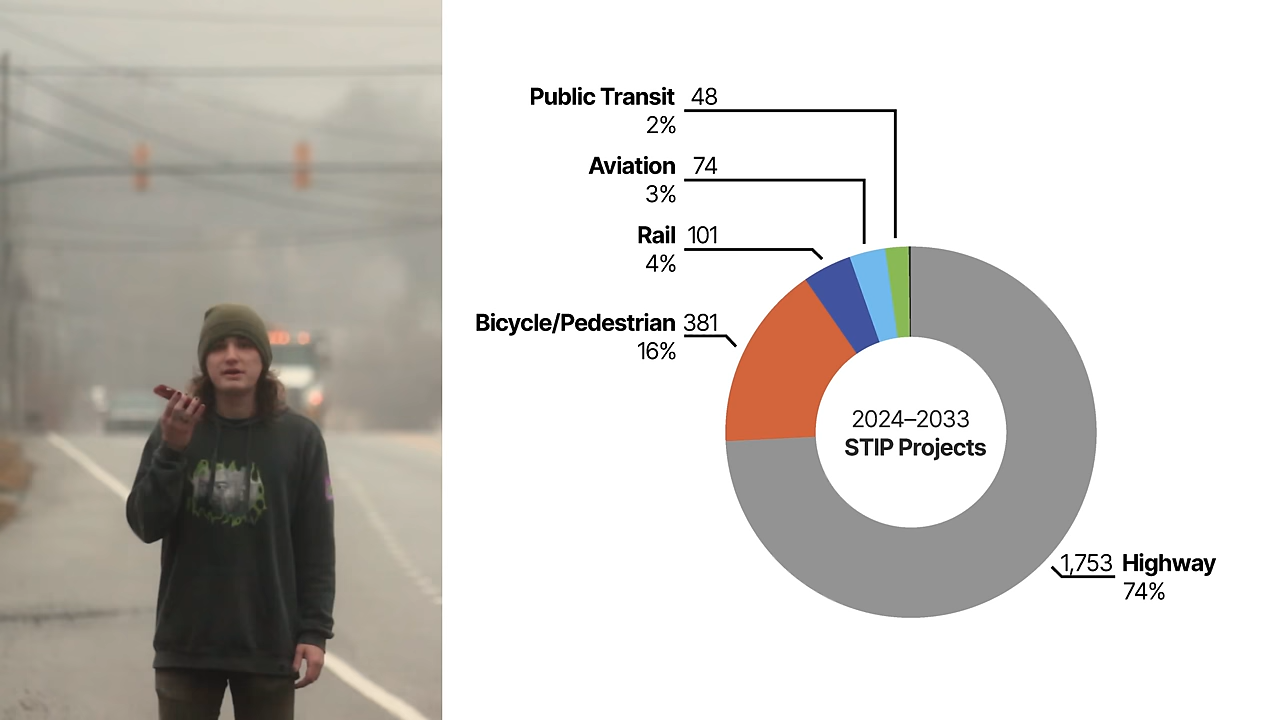 Public Transit 48
2%
Aviation 74
3%
Rail 101
4%
Bicycle/Pedestrian 381
16%
2024–2033
STIP Projects
1,753 Highway
74%